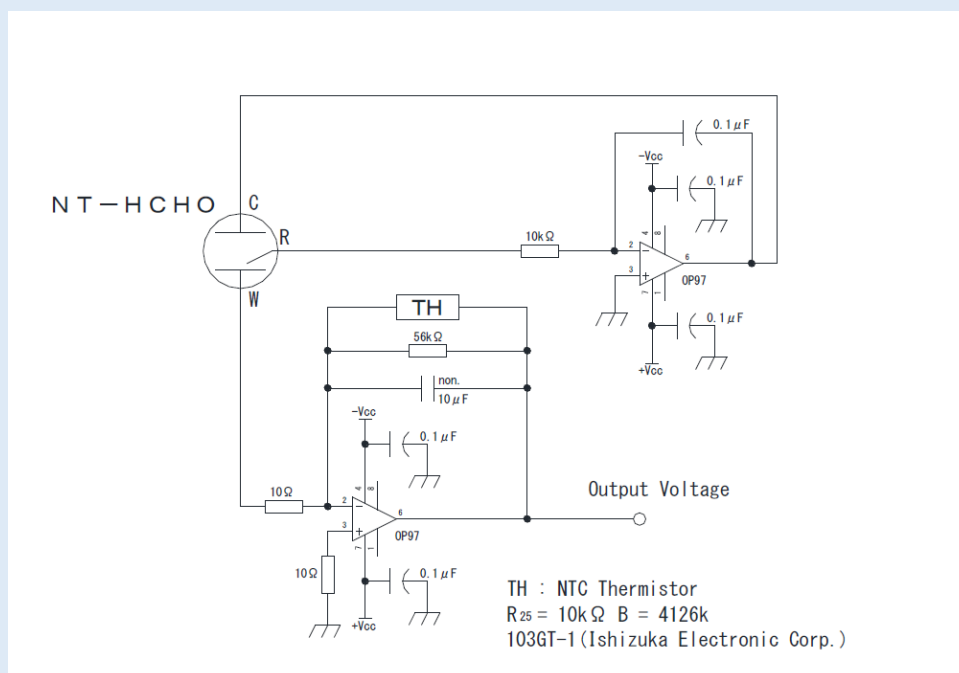 0.1μF
-Vcc
0.1μF
NT-HCHO
C
R
10kΩ
4
8
2
-
6
3
+
OP97
7
1
W
TH
0.1μF
56kΩ
+Vcc
non.
10μF
-Vcc
0.1μF
10Ω
4
8
Output Voltage
2
-
6
3
+
OP97
7
1
10Ω
0.1μF
+Vcc
TH : NTC Thermistor
R25 = 10kΩ B = 4126k
103GT-1(Ishizuka Electronic Corp.)